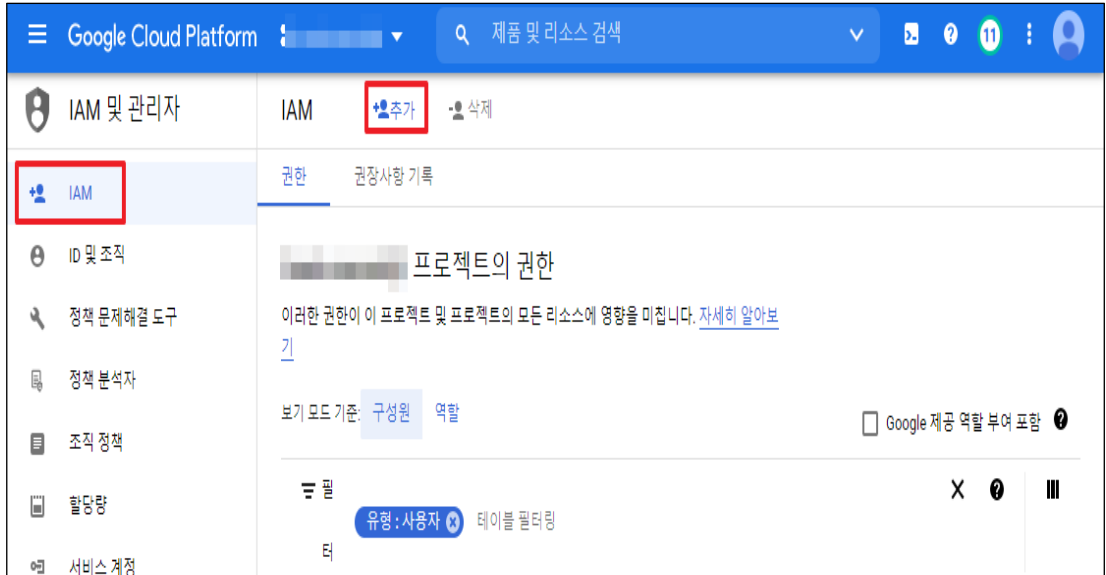 Google Cloud Platform
제품 및 리소스 검색
11
IAM 및 관리자
IAM
추가
삭제
IAM
ID 및 조직
정책 문제해결 도구
정책 분석자
조직 정책
할당량
서비스 계정
권한
권장사항 기록
프로젝트의 권한
이러한 권한이 이 프로젝트 및 프로젝트의 모든 리소스에 영향을 미칩니다. 자세히 알아보
기
보기 모드 기준: 구성원 역할
Google 제공 역할 부여 포함
필
터
유형 : 사용자
테이블 필터링